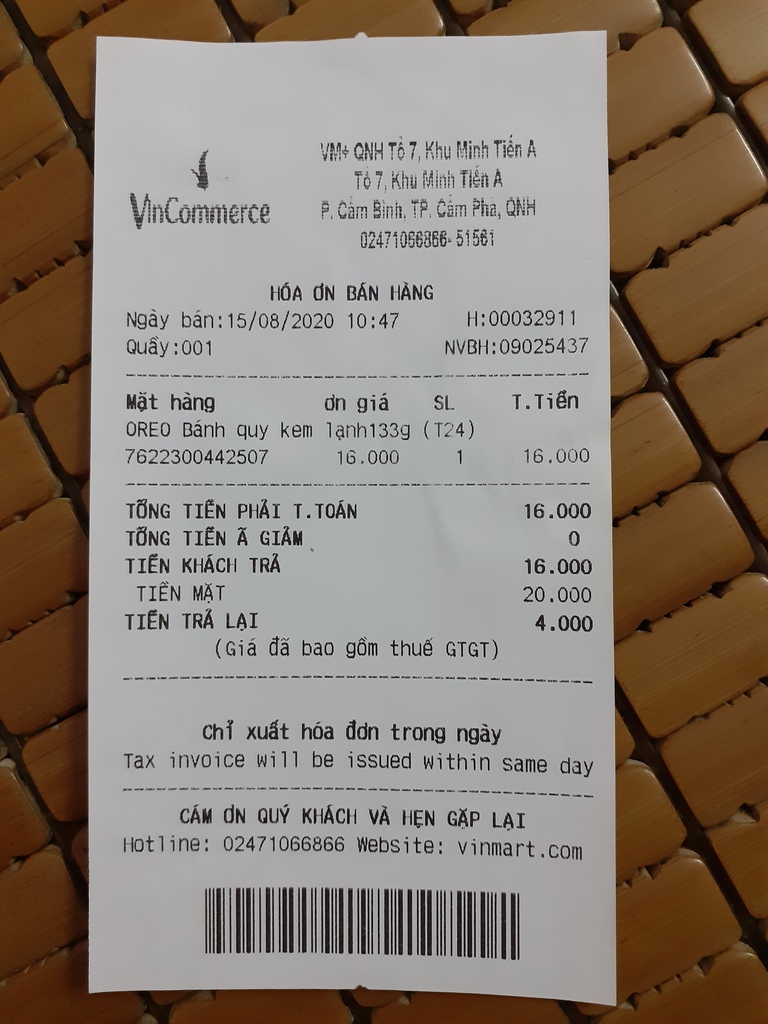 VinCommerce
VM+ QNH Tổ 7, Khu Minh Tiến A
Tổ 7, Khu Minh Tiến A
P. Cẩm Bình, TP. Cẩm Phả, QNH
02471066866-51561
HÓA ƠN BÁN HÀNG
Ngày bán:15/08/2020 10:47 H:00032911
Quầy:001 NVBH:09025437
Mặt hàng ơn giá SL T.Tiền
OREO Bánh quy kem lạnh133g (T24)
7622300442507 16.000 1 16.000
TỔNG TIỀN PHẢI T.TOÁN 16.000
TỔNG TIỀN Ã GIẢM 0
TIỀN KHÁCH TRẢ 16.000
TIỀN MẶT 20.000
TIỀN TRẢ LẠI 4.000
(Giá đã bao gồm thuế GTGT)
Chỉ xuất hóa đơn trong ngày
Tax invoice will be issued within same day
CẢM ƠN QUÝ KHÁCH VÀ HẸN GẶP LẠI
Hotline: 02471066866 Website: vinmart.com